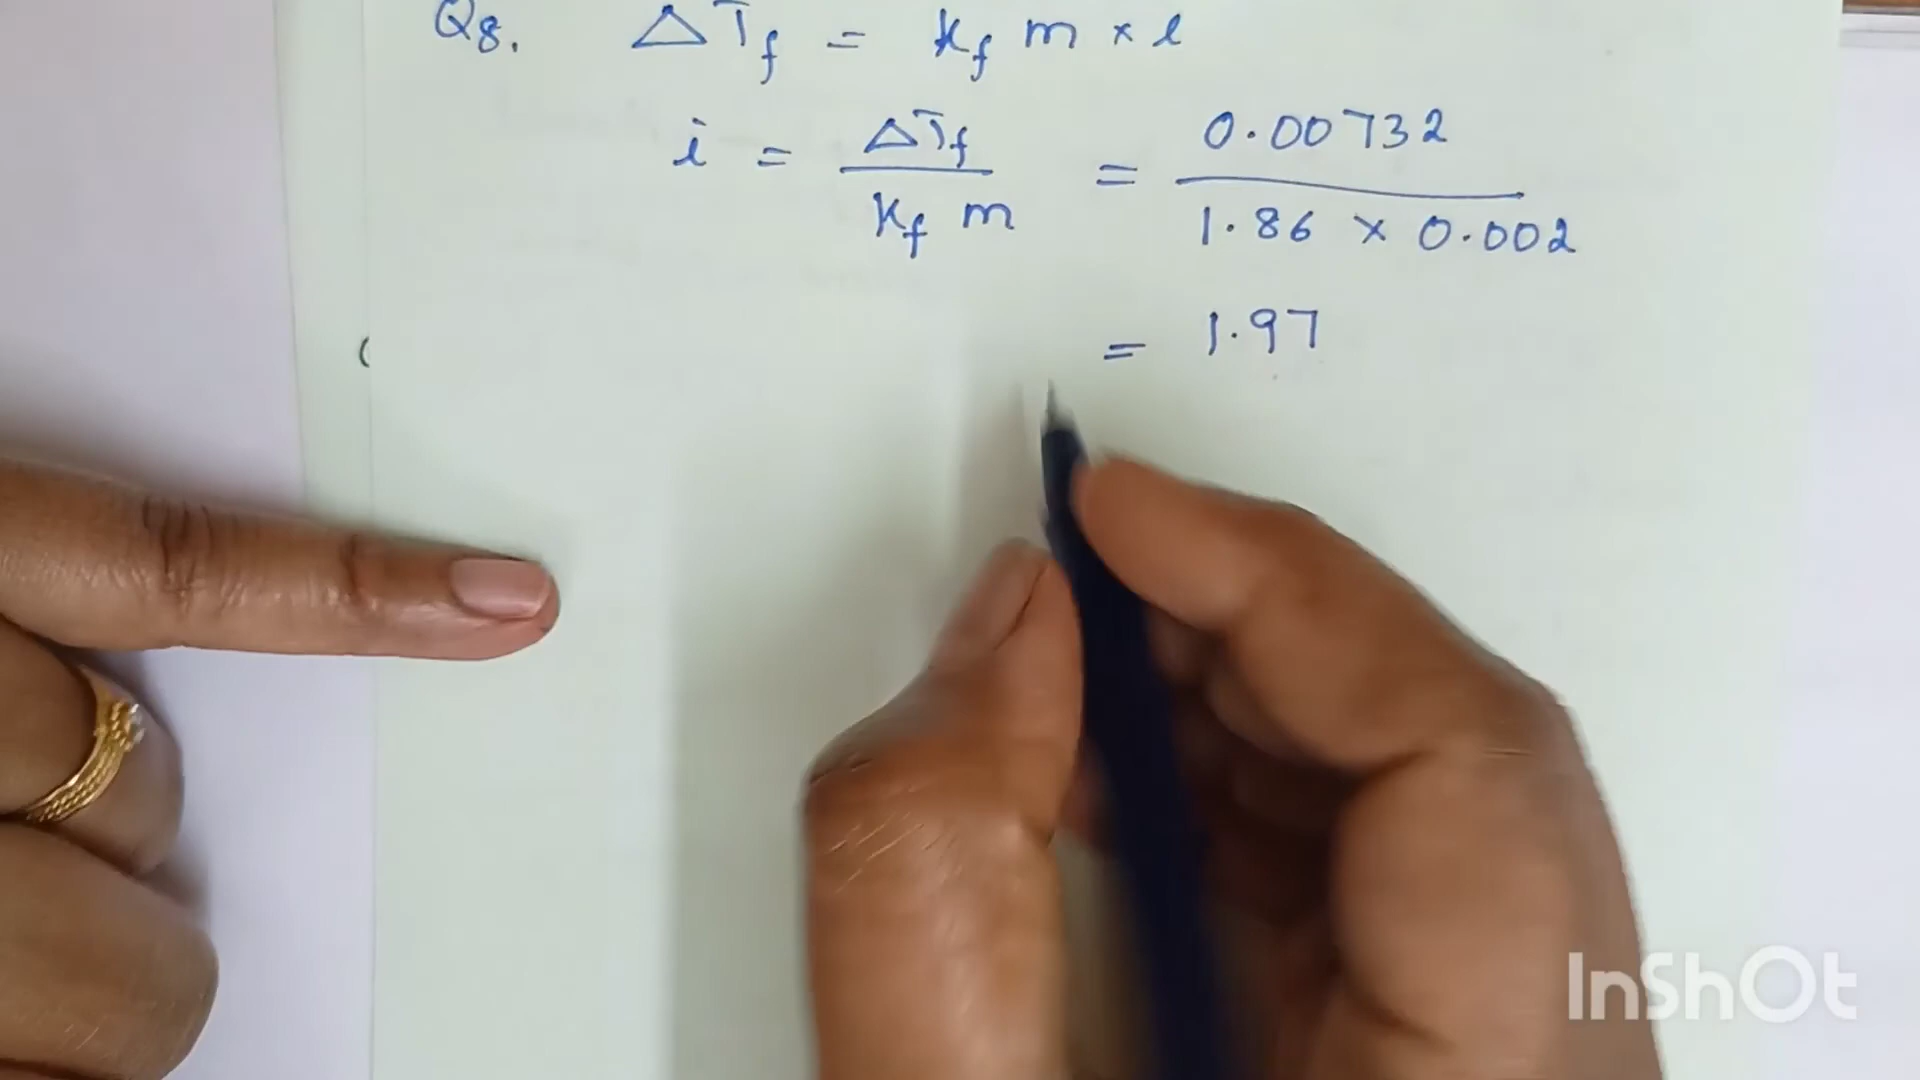 Q8. ΔTf = Kf m × i
i = ΔTf / Kf m = 0.00732 / 1.86 × 0.002
= 1.97
(
InShOt